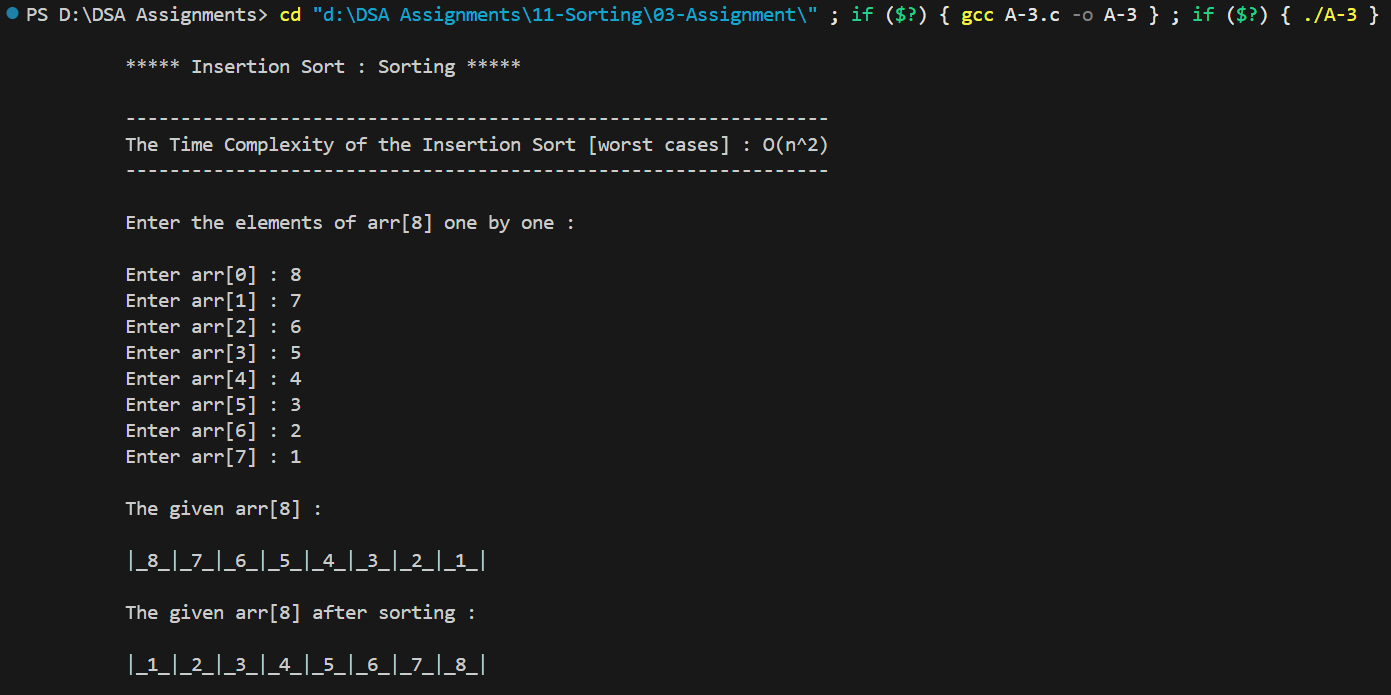 PS D:\DSA Assignments> cd "d:\DSA Assignments\11-Sorting\03-Assignment\" ; if ($?) { gcc A-3.c -o A-3 } ; if ($?) { ./A-3 }
***** Insertion Sort : Sorting *****
----------------------------------------------------------------
The Time Complexity of the Insertion Sort [worst cases] : O(n^2)
----------------------------------------------------------------
Enter the elements of arr[8] one by one :
Enter arr[0] : 8
Enter arr[1] : 7
Enter arr[2] : 6
Enter arr[3] : 5
Enter arr[4] : 4
Enter arr[5] : 3
Enter arr[6] : 2
Enter arr[7] : 1
The given arr[8] :
|_8_|_7_|_6_|_5_|_4_|_3_|_2_|_1_|
The given arr[8] after sorting :
|_1_|_2_|_3_|_4_|_5_|_6_|_7_|_8_|